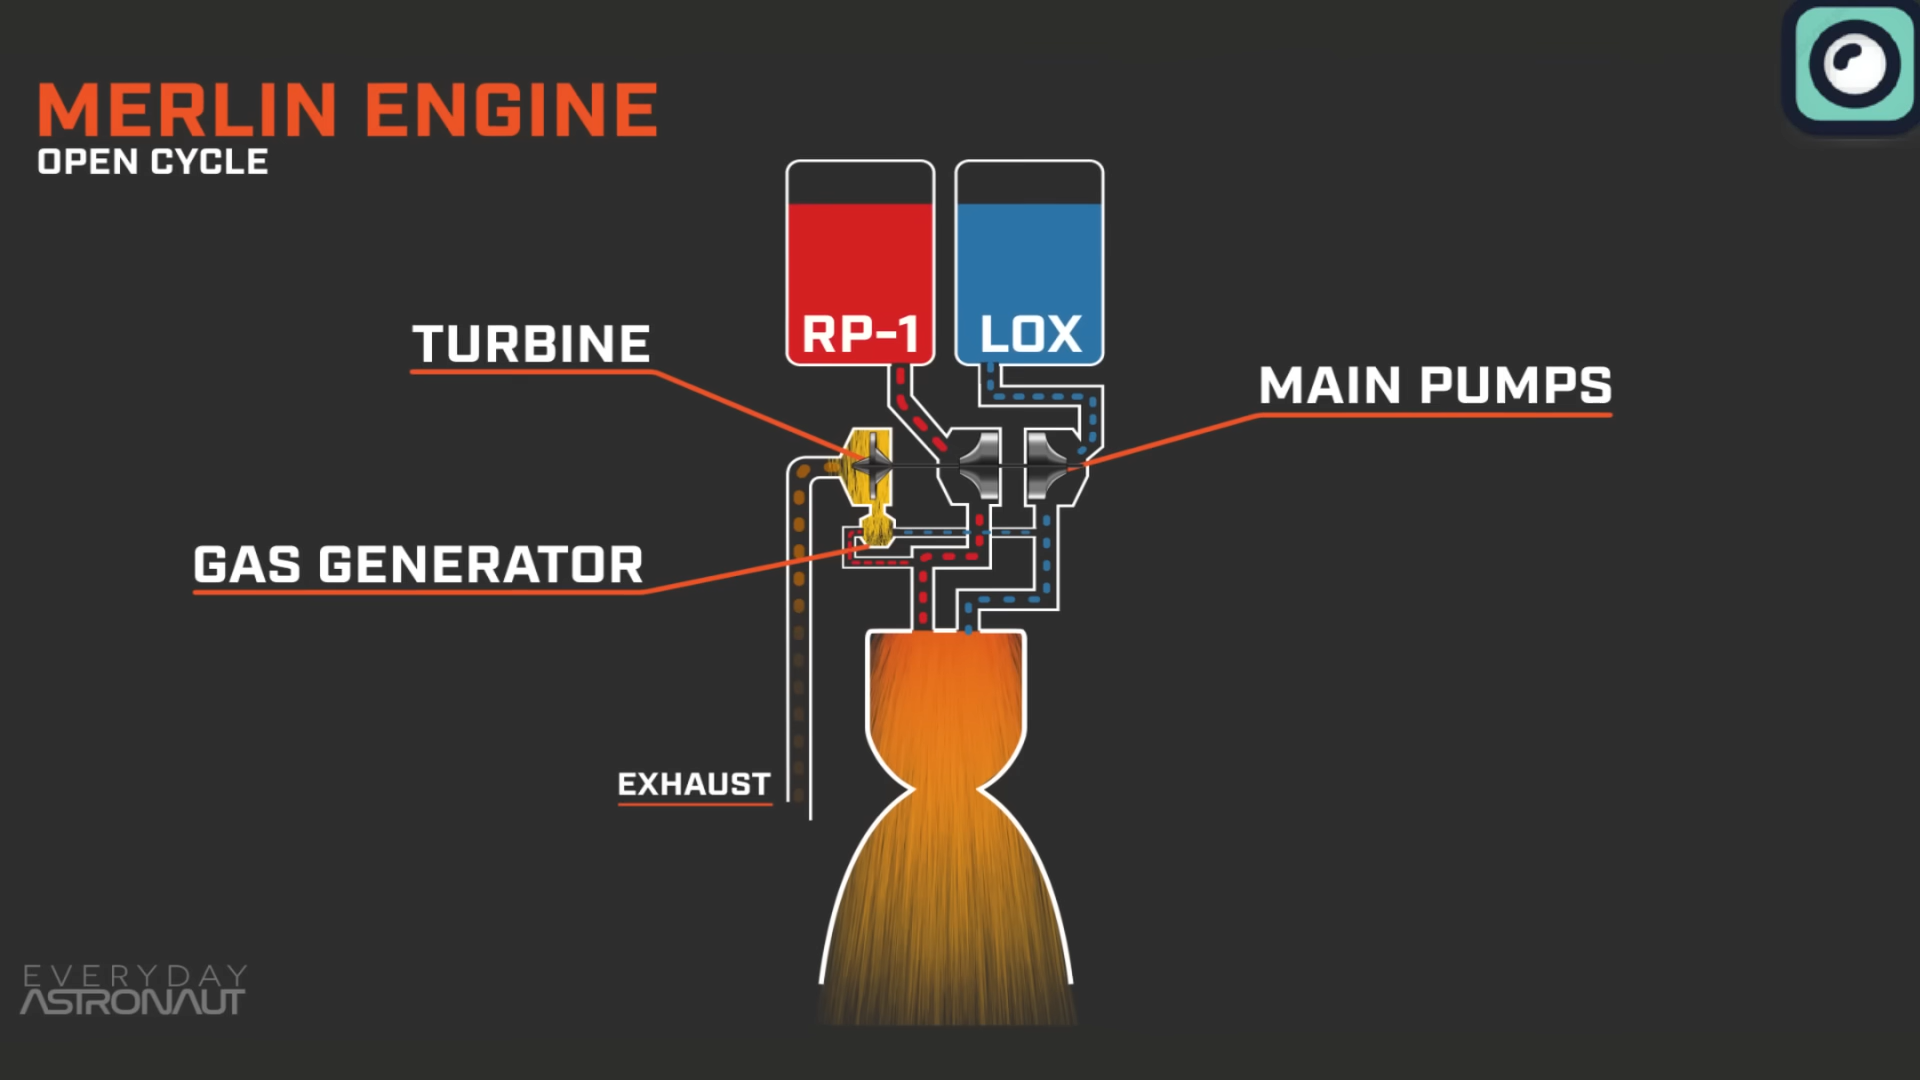 MERLIN ENGINE
OPEN CYCLE
RP-1
LOX
TURBINE
MAIN PUMPS
GAS GENERATOR
EXHAUST
EVERYDAY
ASTRONAUT